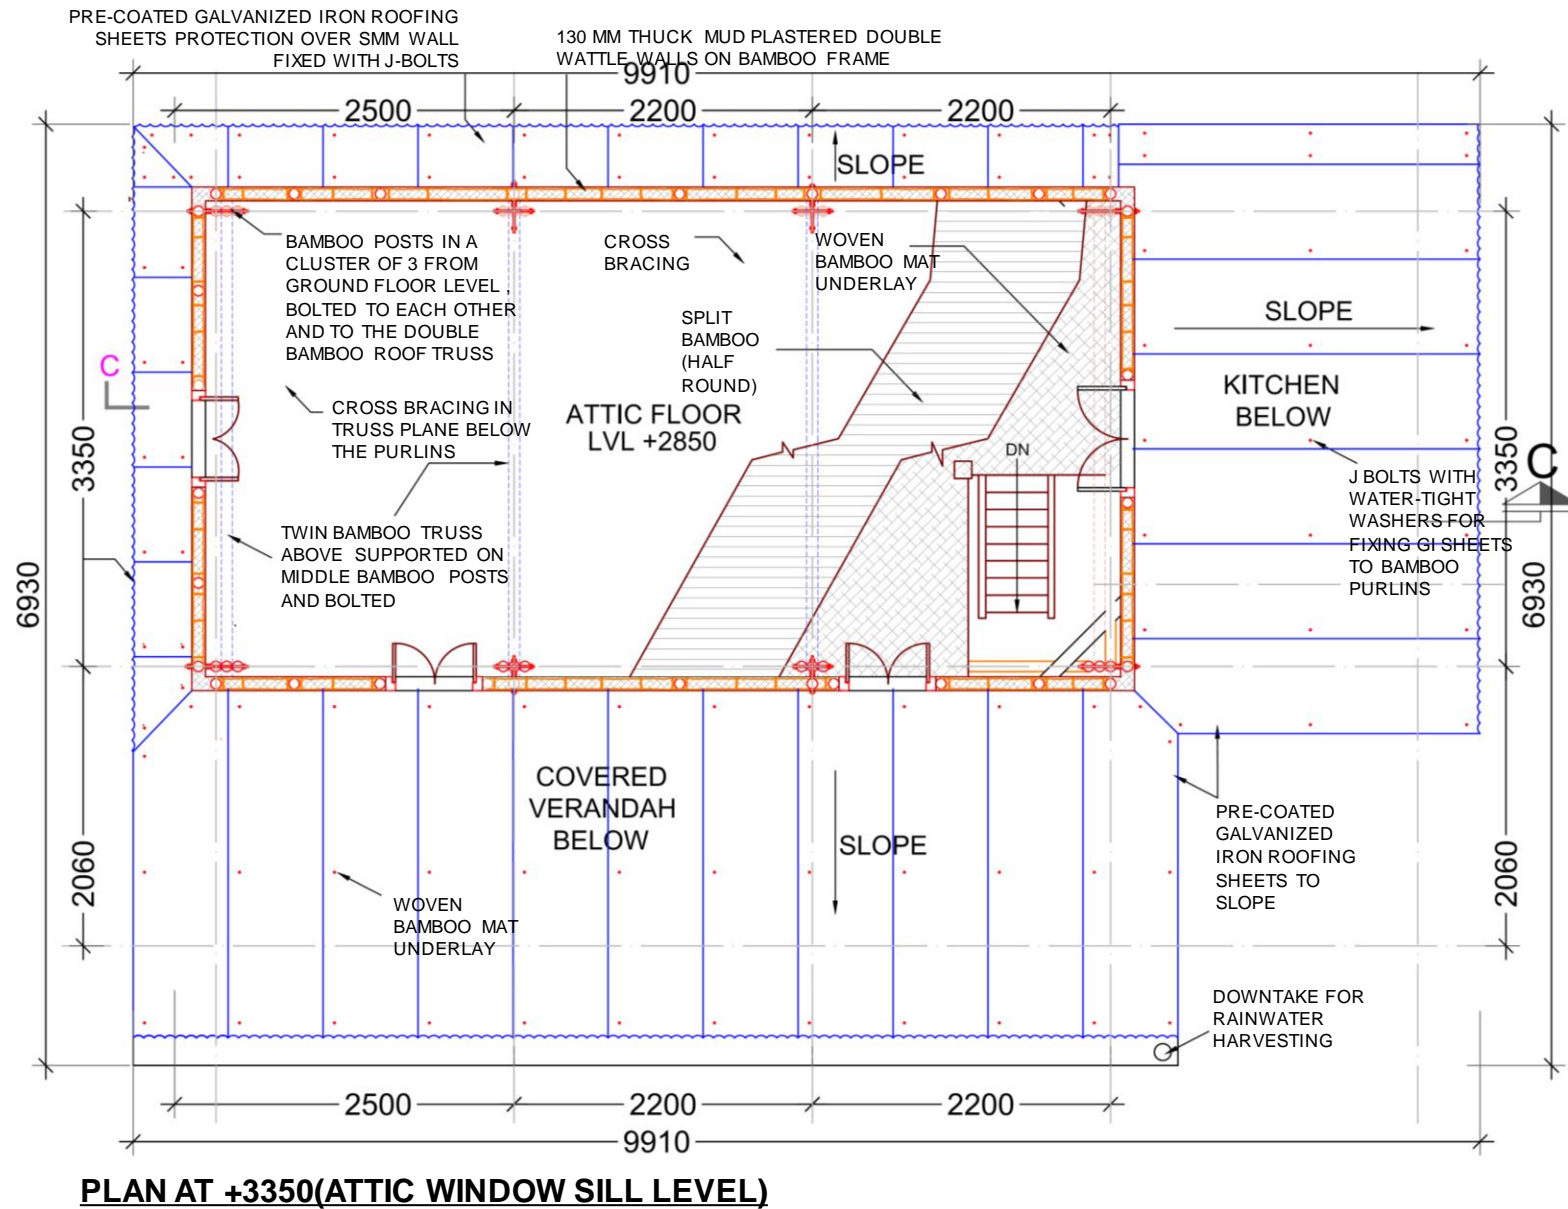 PRE-COATED GALVANIZED IRON ROOFING
SHEETS PROTECTION OVER SMM WALL
FIXED WITH J-BOLTS
130 MM THUCK MUD PLASTERED DOUBLE
WATTLE WALLS ON BAMBOO FRAME
9910
2500
2200
2200
SLOPE
BAMBOO POSTS IN A
CLUSTER OF 3 FROM
GROUND FLOOR LEVEL ,
BOLTED TO EACH OTHER
AND TO THE DOUBLE
BAMBOO ROOF TRUSS
CROSS
BRACING
WOVEN
BAMBOO MAT
UNDERLAY
SPLIT
BAMBOO
(HALF
ROUND)
SLOPE
KITCHEN
BELOW
C
CROSS BRACING IN
TRUSS PLANE BELOW
THE PURLINS
ATTIC FLOOR
LVL +2850
DN
3350
3350
C
J BOLTS WITH
WATER-TIGHT
WASHERS FOR
FIXING GI SHEETS
TO BAMBOO
PURLINS
TWIN BAMBOO TRUSS
ABOVE SUPPORTED ON
MIDDLE BAMBOO POSTS
AND BOLTED
6930
6930
COVERED
VERANDAH
BELOW
SLOPE
PRE-COATED
GALVANIZED
IRON ROOFING
SHEETS TO
SLOPE
2060
2060
WOVEN
BAMBOO MAT
UNDERLAY
DOWNTAKE FOR
RAINWATER
HARVESTING
2500
2200
2200
9910
PLAN AT +3350(ATTIC WINDOW SILL LEVEL)